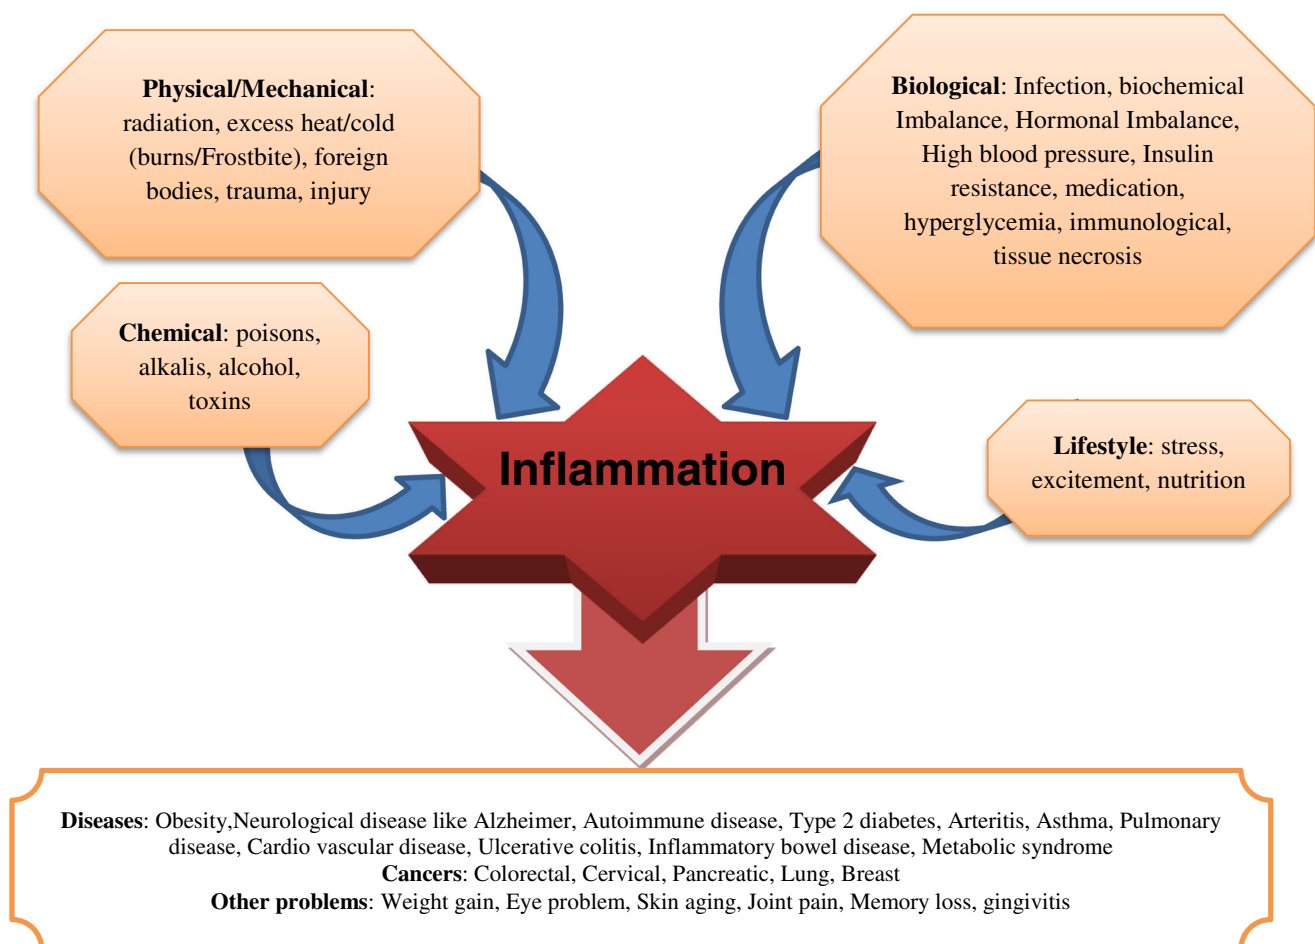 Physical/Mechanical:
radiation, excess heat/cold
(burns/Frostbite), foreign
bodies, trauma, injury
Biological: Infection, biochemical
Imbalance, Hormonal Imbalance,
High blood pressure, Insulin
resistance, medication,
hyperglycemia, immunological,
tissue necrosis
Chemical: poisons,
alkalis, alcohol,
toxins
Lifestyle: stress,
excitement, nutrition
Inflammation
Diseases: Obesity,Neurological disease like Alzheimer, Autoimmune disease, Type 2 diabetes, Arteritis, Asthma, Pulmonary
disease, Cardio vascular disease, Ulcerative colitis, Inflammatory bowel disease, Metabolic syndrome
Cancers: Colorectal, Cervical, Pancreatic, Lung, Breast
Other problems: Weight gain, Eye problem, Skin aging, Joint pain, Memory loss, gingivitis